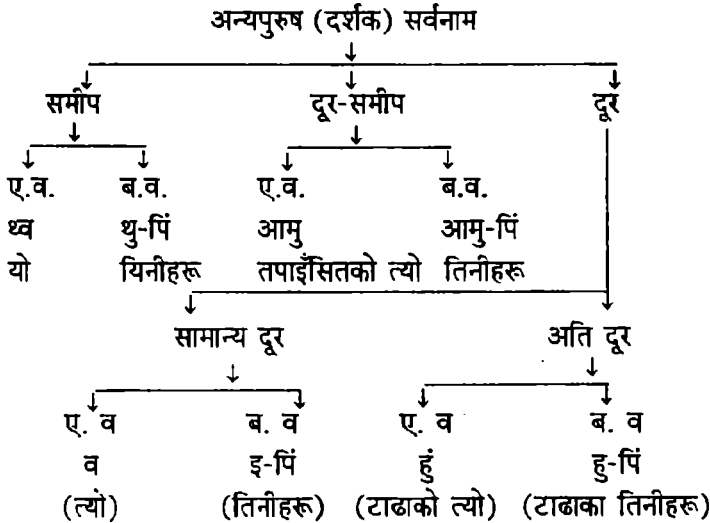 अन्यपुरुष (दर्शक) सर्वनाम
समीप दूर-समीप दूर
ए.व. ब.व. ए.व. ब.व.
थ्व थु-पिं आमु आमु-पिं
यो यिनीहरू तपाइँसितको त्यो तिनीहरू
सामान्य दूर अति दूर
ए. व ब. व ए. व ब. व
व इ-पिं हुं हु-पिं
(त्यो) (तिनीहरू) (टाढाको त्यो) (टाढाका तिनीहरू)